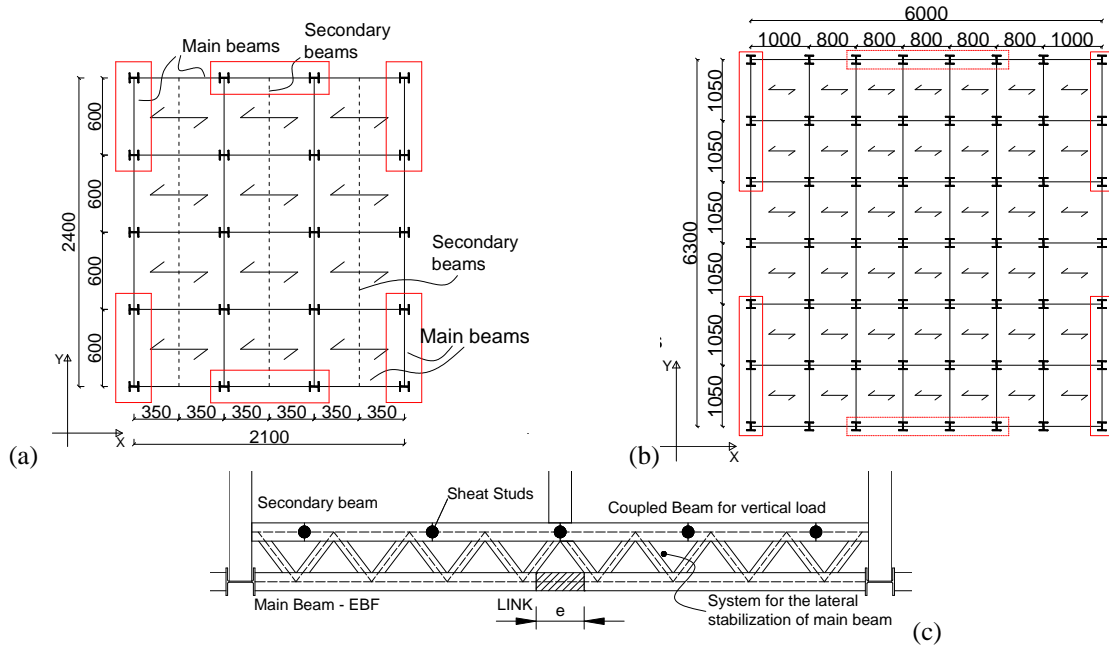 Main beams
Secondary
beams
2400
600
600
600
600
Secondary
beams
Main beams
Y
X
350 350 350 350 350 350
2100
(a)
6000
1000 800 800 800 800 800 1000
6300
1050
1050
1050
1050
1050
1050
Y
X
(b)
Secondary beam
Sheat Studs
Coupled Beam for vertical load
Main Beam - EBF
LINK
e
System for the lateral
stabilization of main beam
(c)